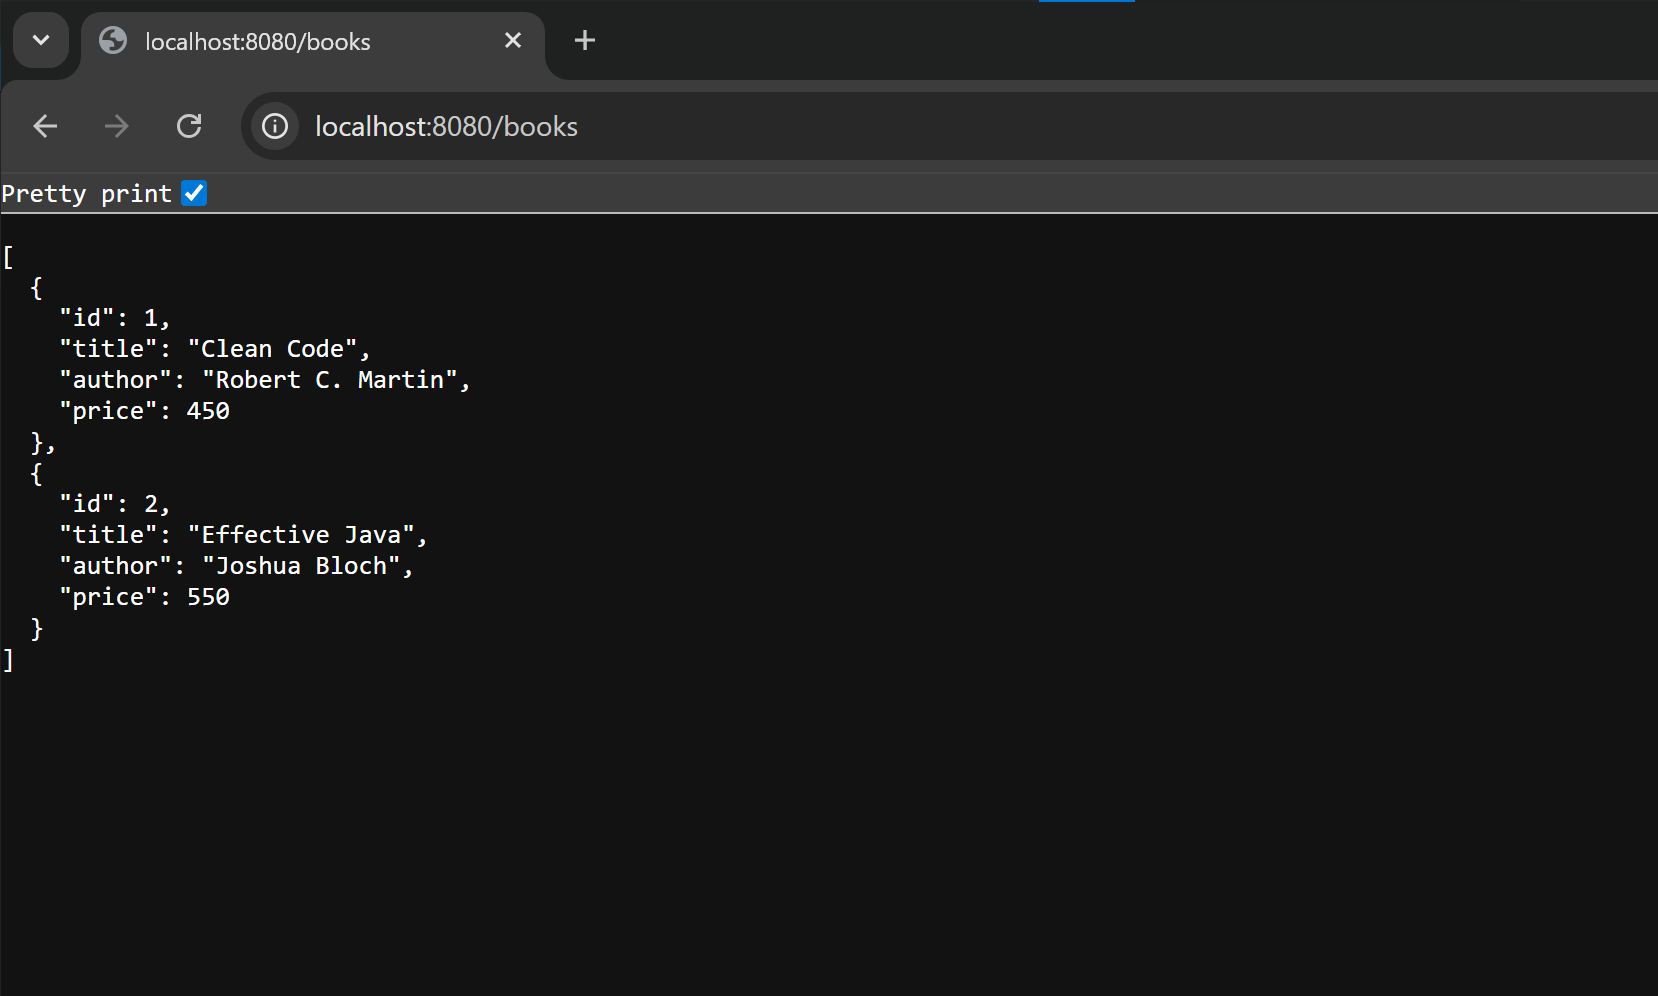 localhost:8080/books
localhost:8080/books
Pretty print
[
  {
    "id": 1,
    "title": "Clean Code",
    "author": "Robert C. Martin",
    "price": 450
  },
  {
    "id": 2,
    "title": "Effective Java",
    "author": "Joshua Bloch",
    "price": 550
  }
]